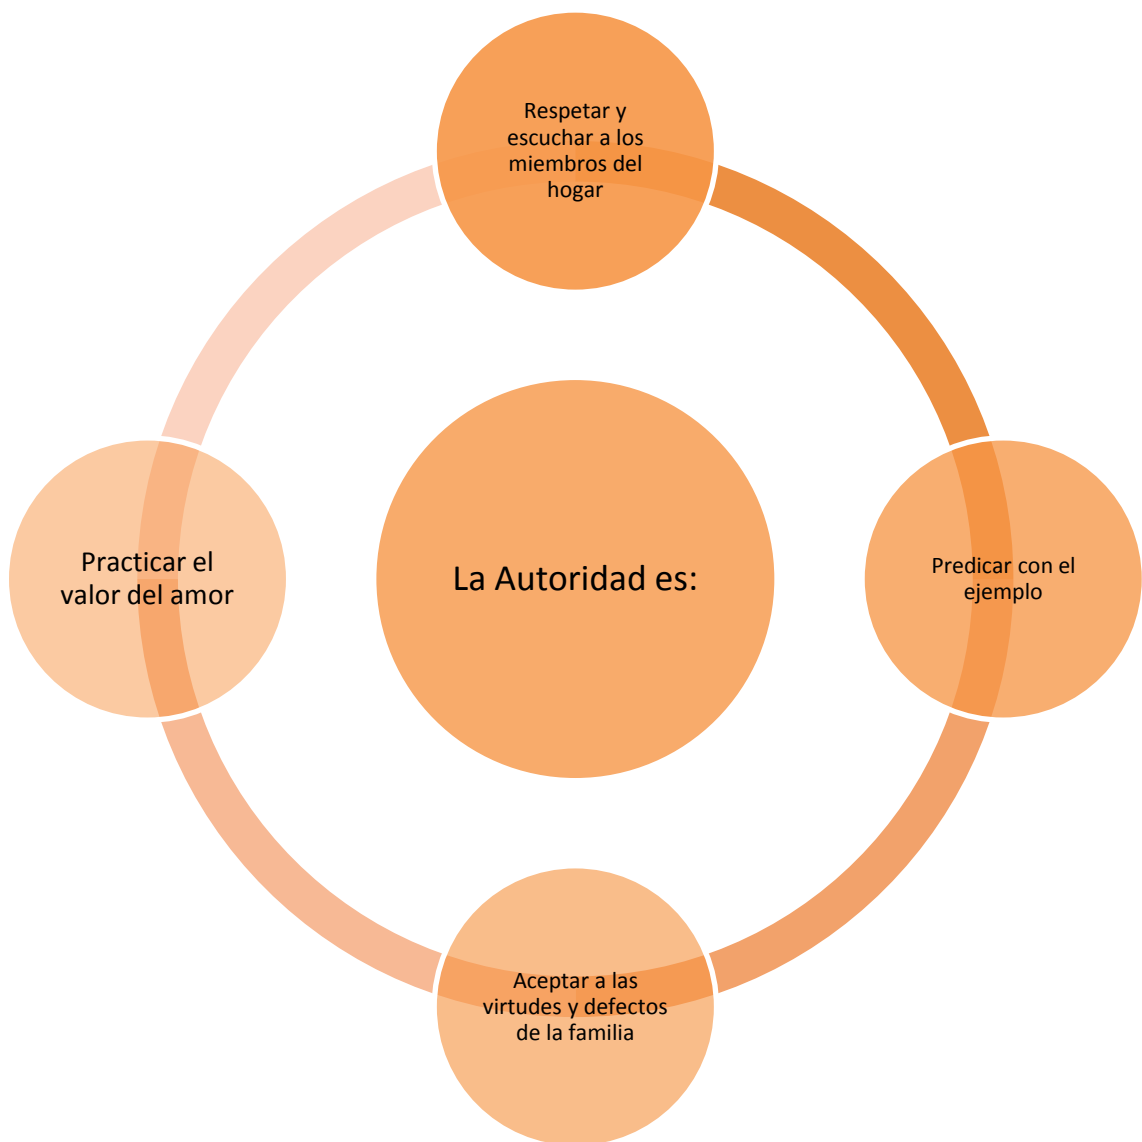 Respetar y
escuchar a los
miembros del
hogar
Practicar el
valor del amor
La Autoridad es:
Predicar con el
ejemplo
Aceptar a las
virtudes y defectos
de la familia